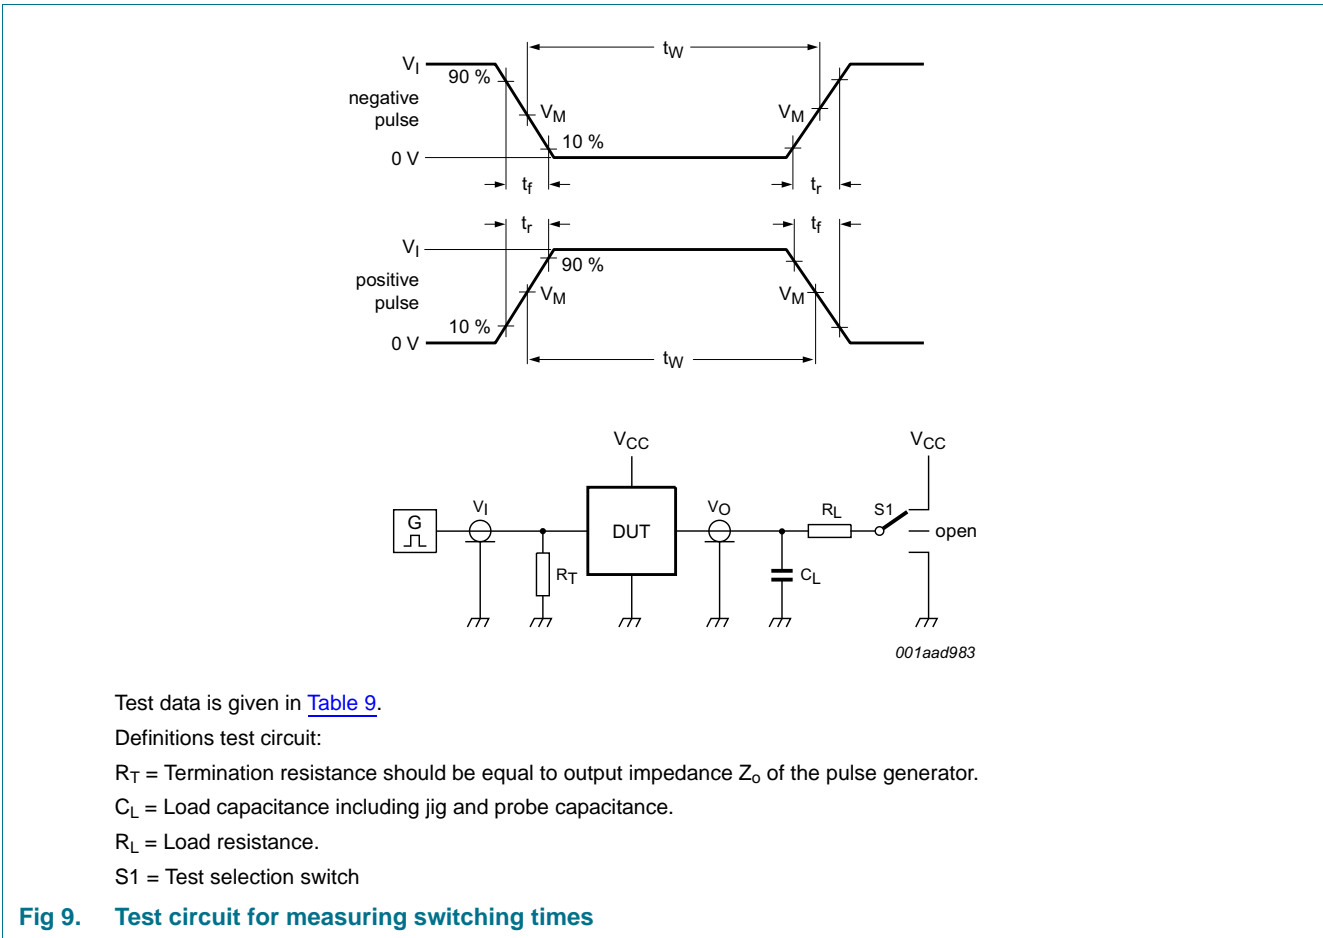 tW
VI
90 %
negative
pulse
VM
VM
10 %
0 V
tf
tr
tr
tf
VI
90 %
positive
pulse
VM
VM
10 %
0 V
tW
VCC
VCC
G
VI
DUT
VO
RL
S1
open
RT
CL
001aad983
Test data is given in Table 9.
Definitions test circuit:
RT = Termination resistance should be equal to output impedance Zo of the pulse generator.
CL = Load capacitance including jig and probe capacitance.
RL = Load resistance.
S1 = Test selection switch
Fig 9. Test circuit for measuring switching times